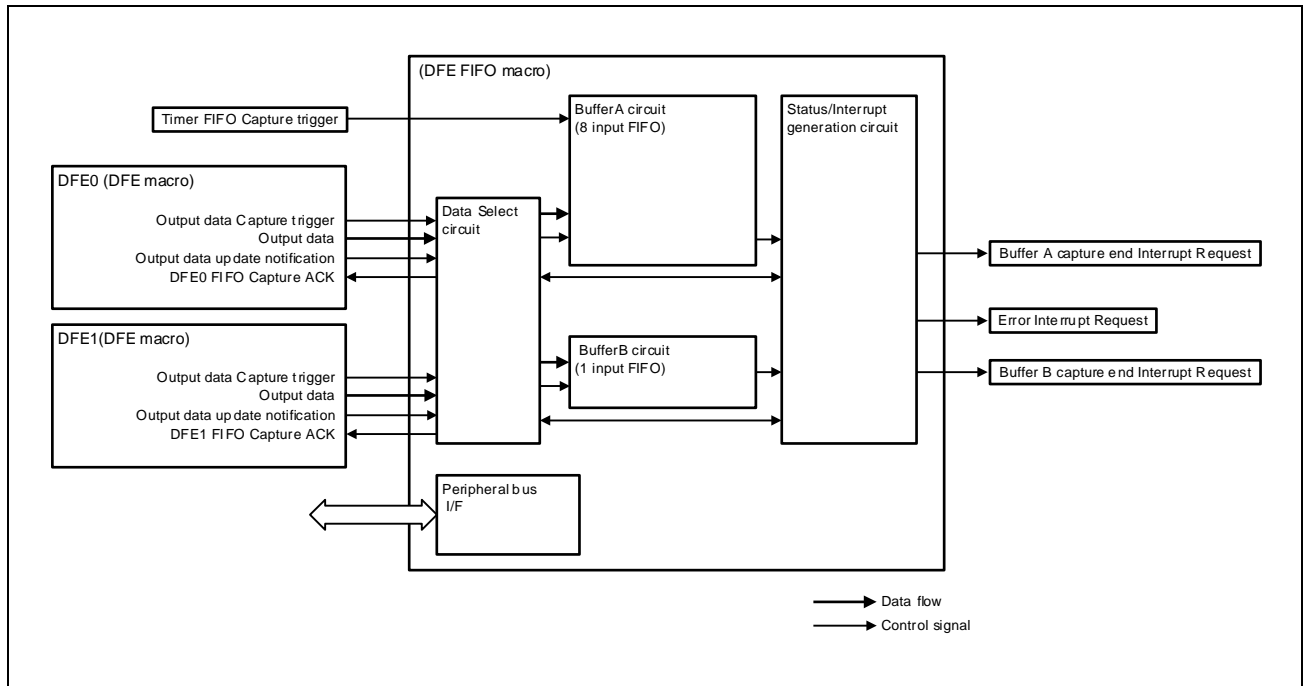 (DFE FIFO macro)
Timer FIFO Capture trigger
BufferA circuit
(8 input FIFO)
Status/Interrupt
generation circuit
DFE0 (DFE macro)
Output data Capture trigger
Output data
Output data update notification
DFE0 FIFO Capture ACK
Data Select
circuit
Buffer A capture end Interrupt Request
Error Interrupt Request
Buffer B capture end Interrupt Request
DFE1(DFE macro)
Output data Capture trigger
Output data
Output data update notification
DFE1 FIFO Capture ACK
BufferB circuit
(1 input FIFO)
Peripheral bus
I/F
Data flow
Control signal